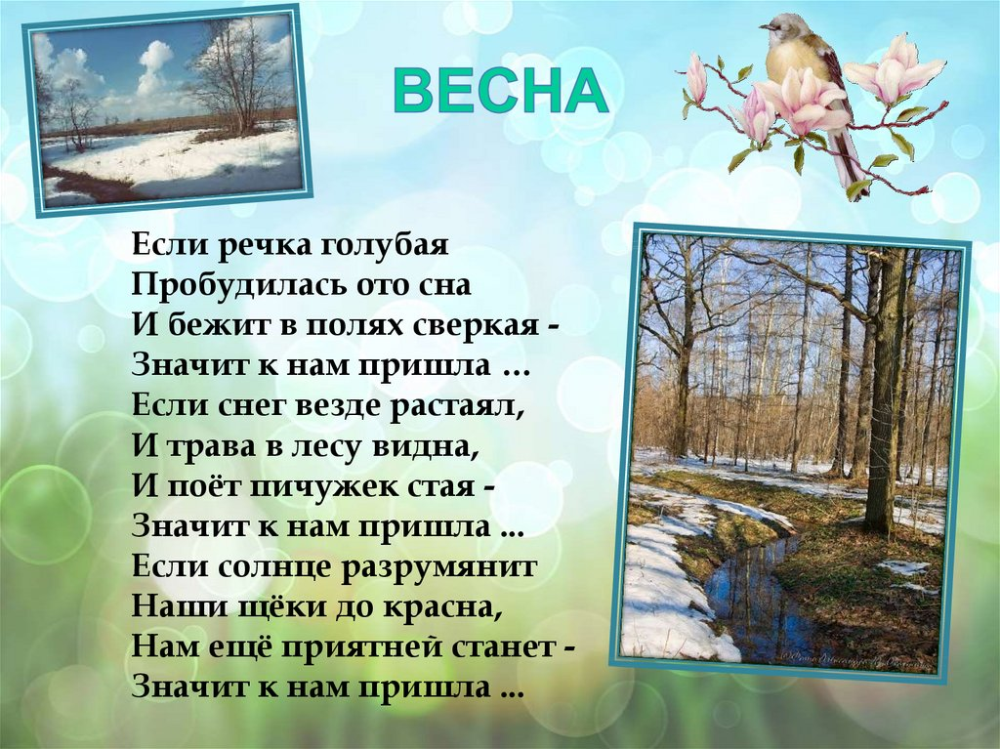 ВЕСНА
Если речка голубая
Пробудилась ото сна
И бежит в полях сверкая -
Значит к нам пришла …
Если снег везде растаял,
И трава в лесу видна,
И поёт пичужек стая -
Значит к нам пришла ...
Если солнце разрумянит
Наши щёки до красна,
Нам ещё приятней станет -
Значит к нам пришла ...